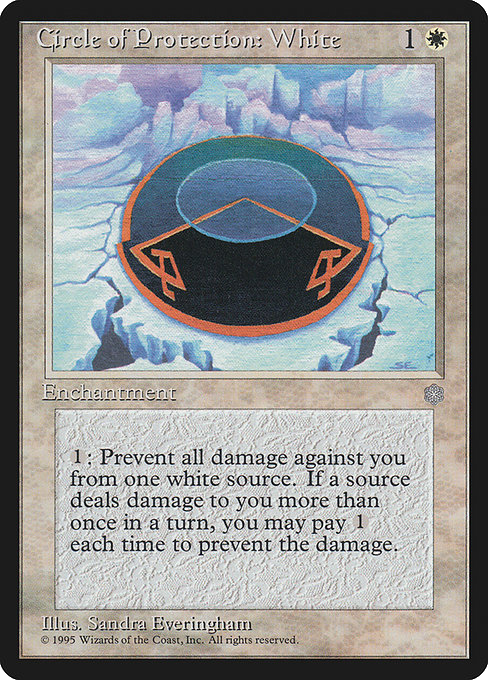 Circle of Protection: White 1
SE
Enchantment
1: Prevent all damage against you
from one white source. If a source
deals damage to you more than
once in a turn, you may pay 1
each time to prevent the damage.
Illus. Sandra Everingham
© 1995 Wizards of the Coast, Inc. All rights reserved.